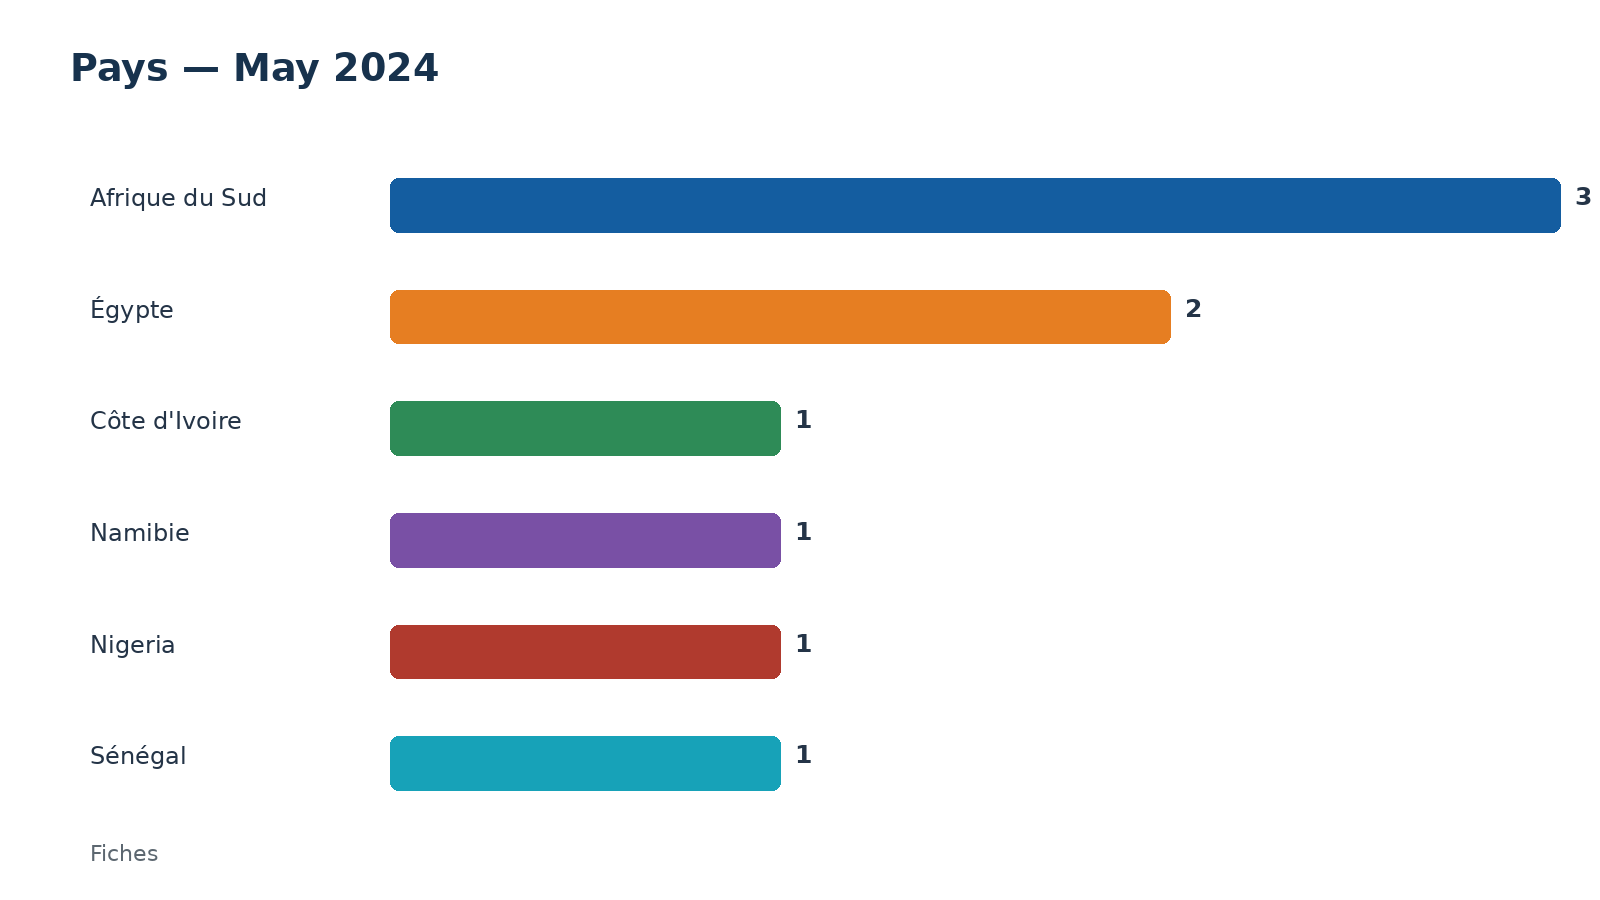 Pays — May 2024
Afrique du Sud 3
Égypte 2
Côte d'Ivoire 1
Namibie 1
Nigeria 1
Sénégal 1
Fiches